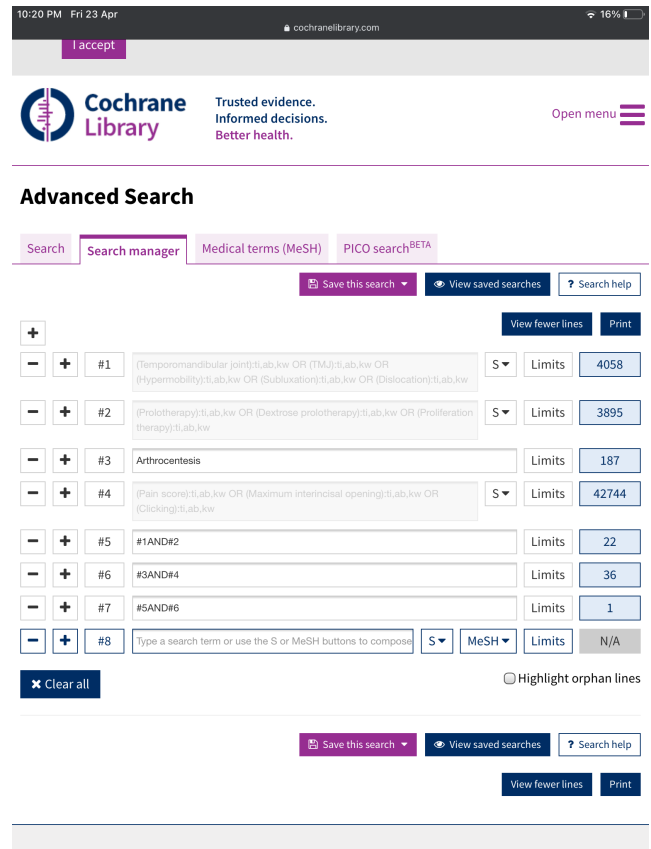 10:20 PM Fri 23 Apr
16%
cochranelibrary.com
I accept
Cochrane
Library
Trusted evidence.
Informed decisions.
Better health.
Open menu
Advanced Search
Search
Search manager
Medical terms (MeSH)
PICO searchBETA
Save this search
View saved searches
? Search help
View fewer lines
Print
+
− + #1 (Temporomandibular joint):ti,ab,kw OR (TMJ):ti,ab,kw OR
(Hypermobility):ti,ab,kw OR (Subluxation):ti,ab,kw OR (Dislocation):ti,ab,kw
S Limits 4058
− + #2 (Prolotherapy):ti,ab,kw OR (Dextrose prolotherapy):ti,ab,kw OR (Proliferation
therapy):ti,ab,kw
S Limits 3895
− + #3 Arthrocentesis Limits 187
− + #4 (Pain score):ti,ab,kw OR (Maximum interincisal opening):ti,ab,kw OR
(Clicking):ti,ab,kw
S Limits 42744
− + #5 #1AND#2 Limits 22
− + #6 #3AND#4 Limits 36
− + #7 #5AND#6 Limits 1
− + #8 Type a search term or use the S or MeSH buttons to compose S MeSH Limits N/A
Clear all
Highlight orphan lines
Save this search
View saved searches
? Search help
View fewer lines
Print